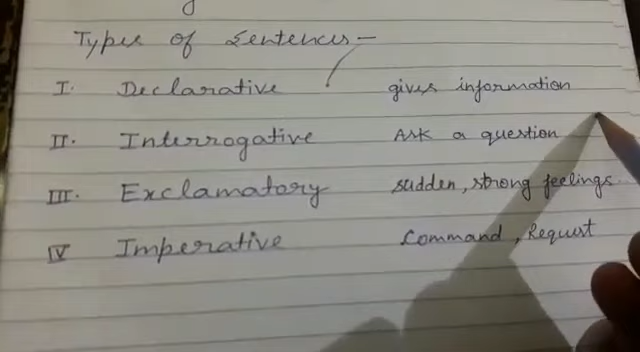 Types of Sentences-
I. Declarative gives information
II. Interrogative Ask a question
III. Exclamatory sudden, strong feelings.
IV Imperative Command, Request